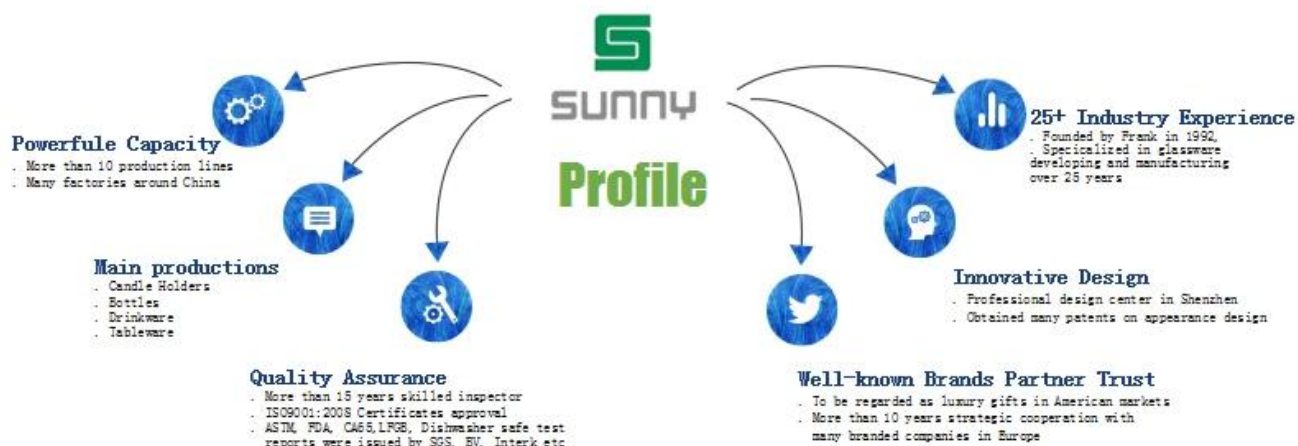 SUNNY
Profile
Powerfule Capacity
. More than 10 production lines
. Many factories around China
Main productions
. Candle Holders
. Bottles
. Drinkware
. Tableware
Quality Assurance
. More than 15 years skilled inspector
. ISO9001:2008 Certificates approval
. ASTM, FDA, CA65,LFGB, Dishwasher safe test
reports were issued by SGS, BV, Interk etc
25+ Industry Experience
. Founded by Frank in 1992,
. Specicalized in glassware
developing and manufacturing
over 25 years
Innovative Design
. Professional design center in Shenzhen
. Obtained many patents on appearance design
Well-known Brands Partner Trust
. To be regarded as luxury gifts in American markets
. More than 10 years strategic cooperation with
many branded companies in Europe